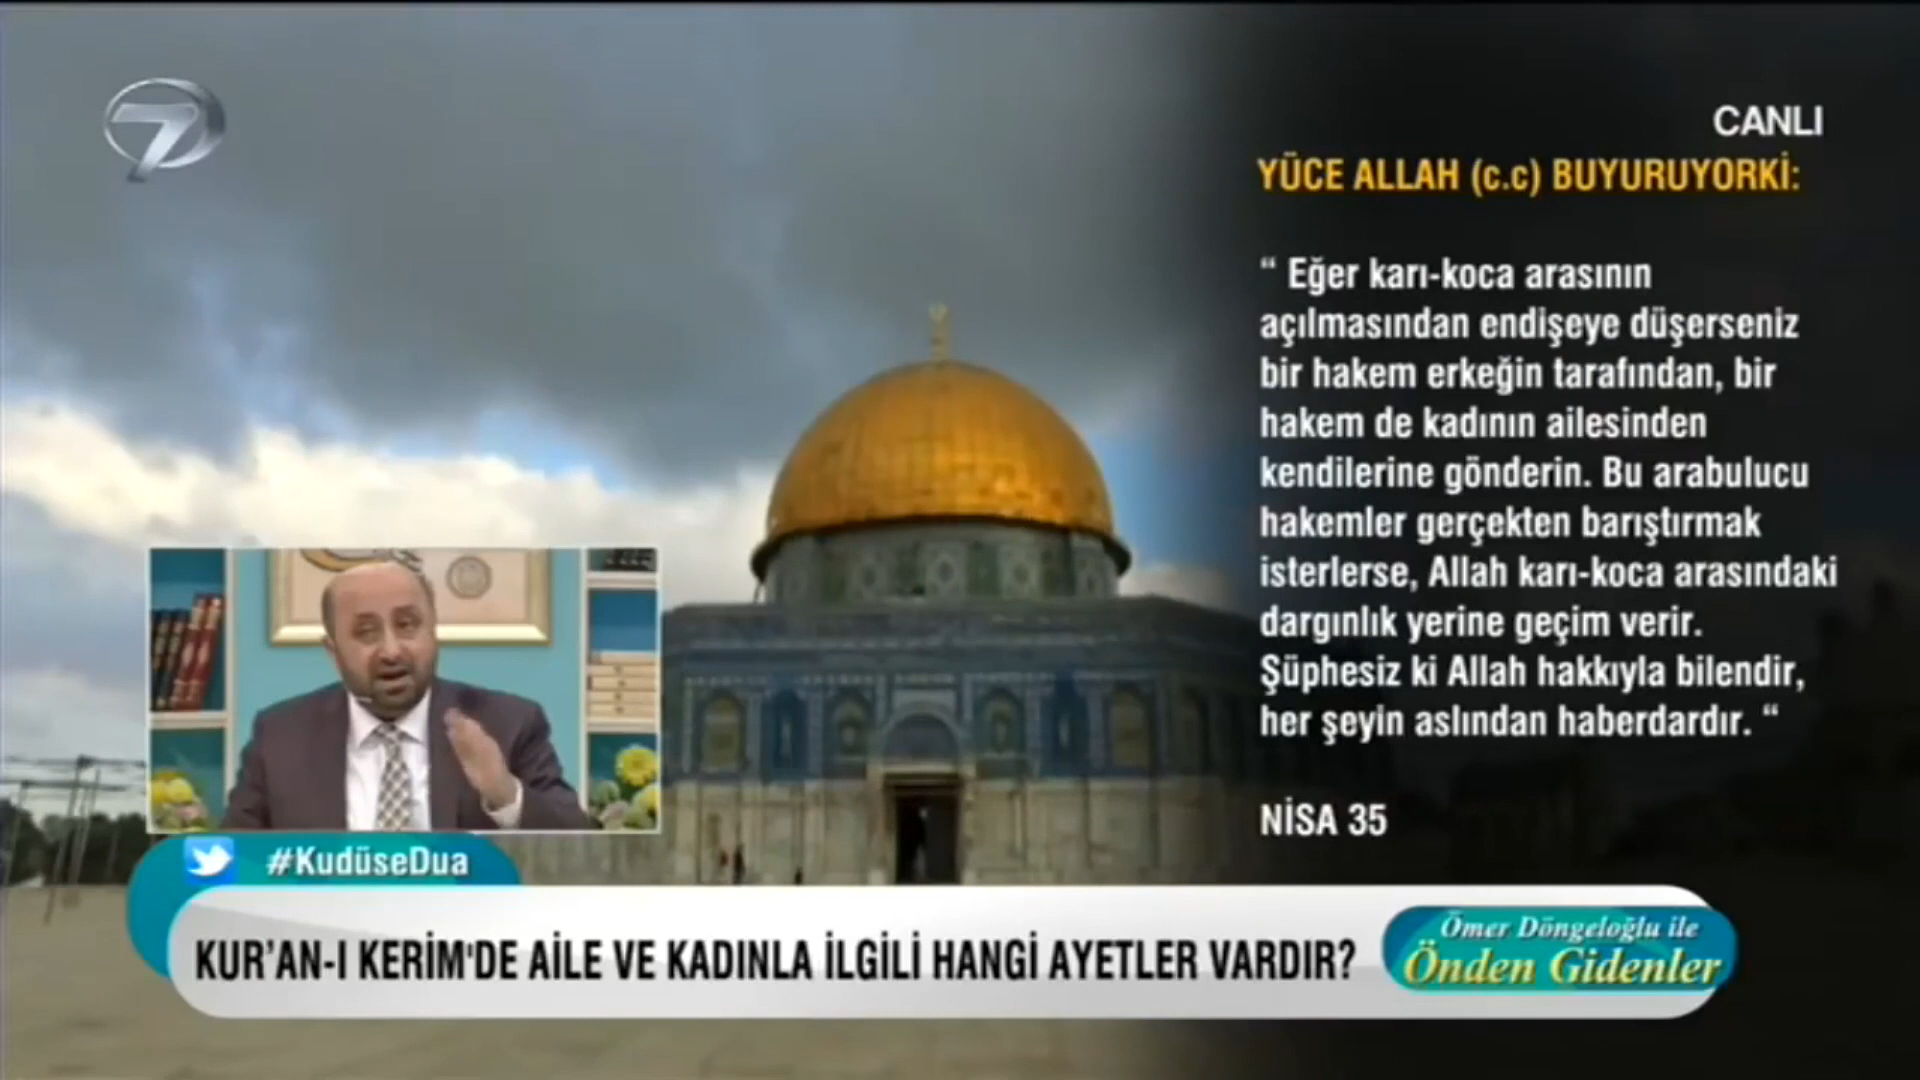 7
CANLI
YÜCE ALLAH (c.c) BUYURUYORKİ:
“ Eğer karı-koca arasının
açılmasından endişeye düşerseniz
bir hakem erkeğin tarafından, bir
hakem de kadının ailesinden
kendilerine gönderin. Bu arabulucu
hakemler gerçekten barıştırmak
isterlerse, Allah karı-koca arasındaki
dargınlık yerine geçim verir.
Şüphesiz ki Allah hakkıyla bilendir,
her şeyin aslından haberdardır. “
NİSA 35
#KudüseDua
KUR’AN-I KERİM'DE AİLE VE KADINLA İLGİLİ HANGİ AYETLER VARDIR?
Ömer Döngeloğlu ile
Önden Gidenler